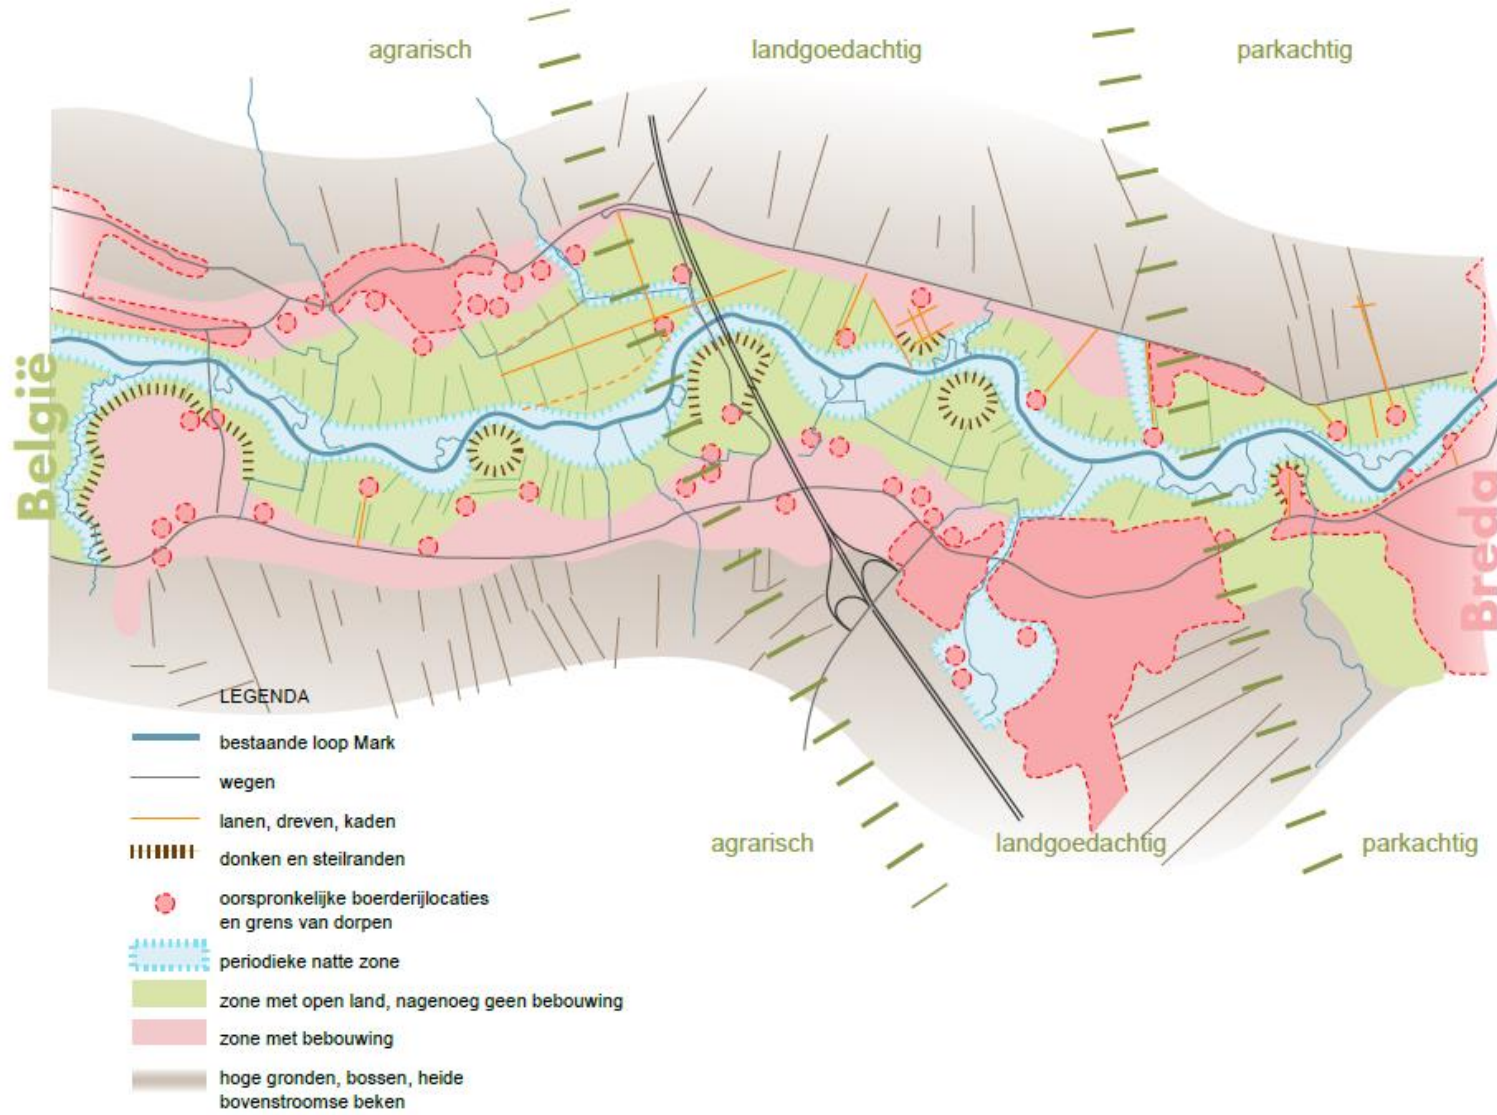 agrarisch
landgoedachtig
parkachtig
België
Breda
LEGENDA
bestaande loop Mark
wegen
lanen, dreven, kaden
donken en steilranden
oorspronkelijke boerderijlocaties
en grens van dorpen
periodieke natte zone
zone met open land, nagenoeg geen bebouwing
zone met bebouwing
hoge gronden, bossen, heide
bovenstroomse beken
agrarisch
landgoedachtig
parkachtig